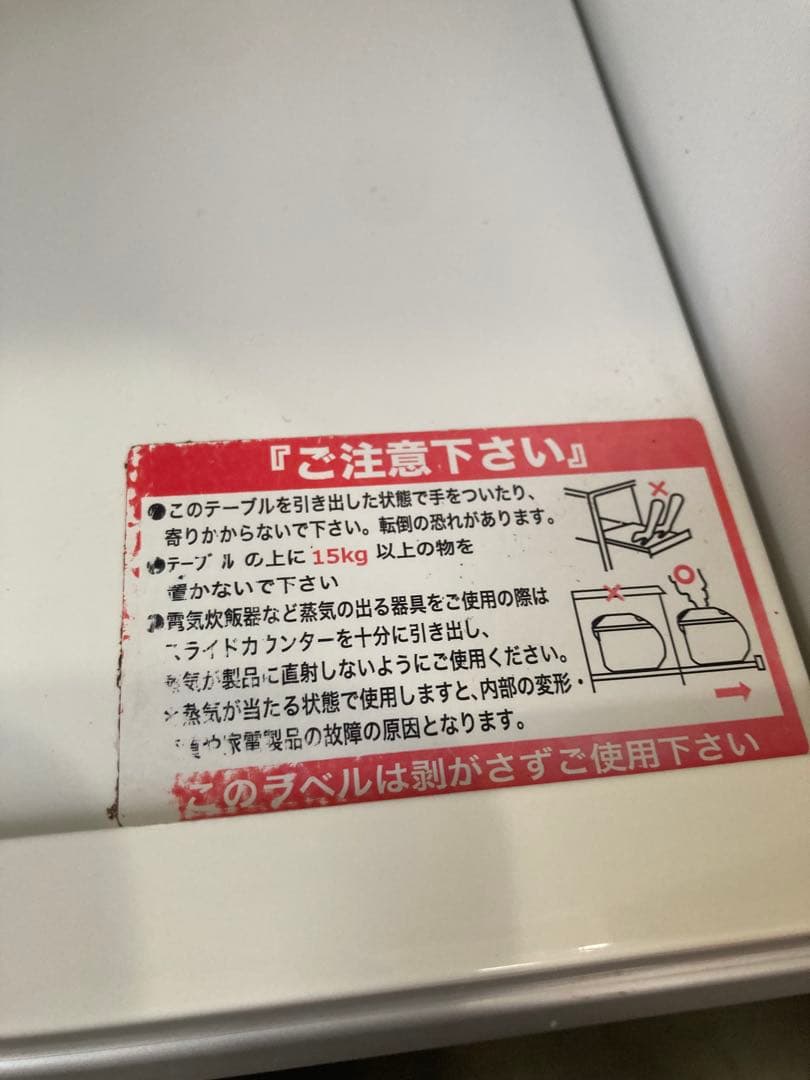 『ご注意下さい』
●このテーブルを引き出した状態で手をついたり、
寄りかからないで下さい。転倒の恐れがあります。
●テーブルの上に15kg以上の物を
置かないで下さい
●電気炊飯器など蒸気の出る器具をご使用の際は
スライドカウンターを十分に引き出し、
蒸気が製品に直射しないようにご使用ください。
※蒸気が当たる状態で使用しますと、内部の変形・
や家電製品の故障の原因となります。
このラベルは剥がさずご使用下さい